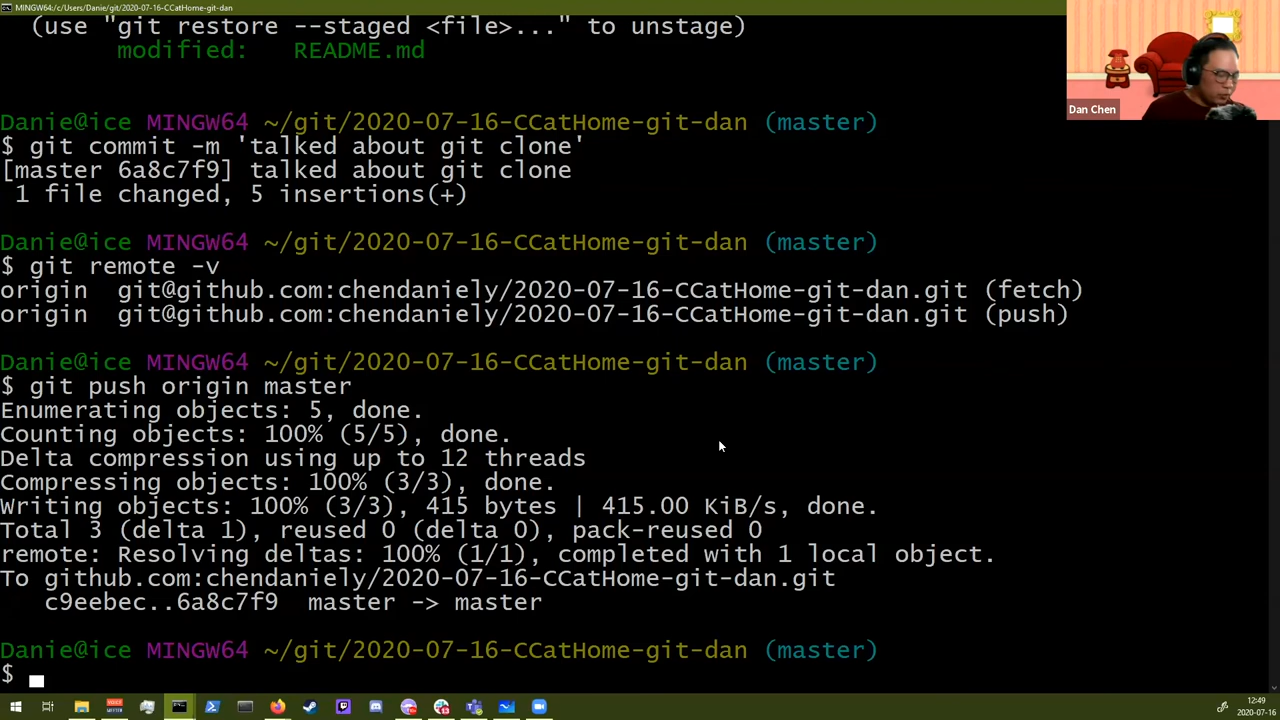 MINGW64:/c/Users/Danie/git/2020-07-16-CCatHome-git-dan
(use "git restore --staged <file>..." to unstage)
modified:   README.md
Dan Chen
Danie@ice MINGW64 ~/git/2020-07-16-CCatHome-git-dan (master)
$ git commit -m 'talked about git clone'
[master 6a8c7f9] talked about git clone
1 file changed, 5 insertions(+)
Danie@ice MINGW64 ~/git/2020-07-16-CCatHome-git-dan (master)
$ git remote -v
origin  git@github.com:chendaniely/2020-07-16-CCatHome-git-dan.git (fetch)
origin  git@github.com:chendaniely/2020-07-16-CCatHome-git-dan.git (push)
Danie@ice MINGW64 ~/git/2020-07-16-CCatHome-git-dan (master)
$ git push origin master
Enumerating objects: 5, done.
Counting objects: 100% (5/5), done.
Delta compression using up to 12 threads
Compressing objects: 100% (3/3), done.
Writing objects: 100% (3/3), 415 bytes | 415.00 KiB/s, done.
Total 3 (delta 1), reused 0 (delta 0), pack-reused 0
remote: Resolving deltas: 100% (1/1), completed with 1 local object.
To github.com:chendaniely/2020-07-16-CCatHome-git-dan.git
c9eebec..6a8c7f9  master -> master
Danie@ice MINGW64 ~/git/2020-07-16-CCatHome-git-dan (master)
$
12:49
2020-07-16